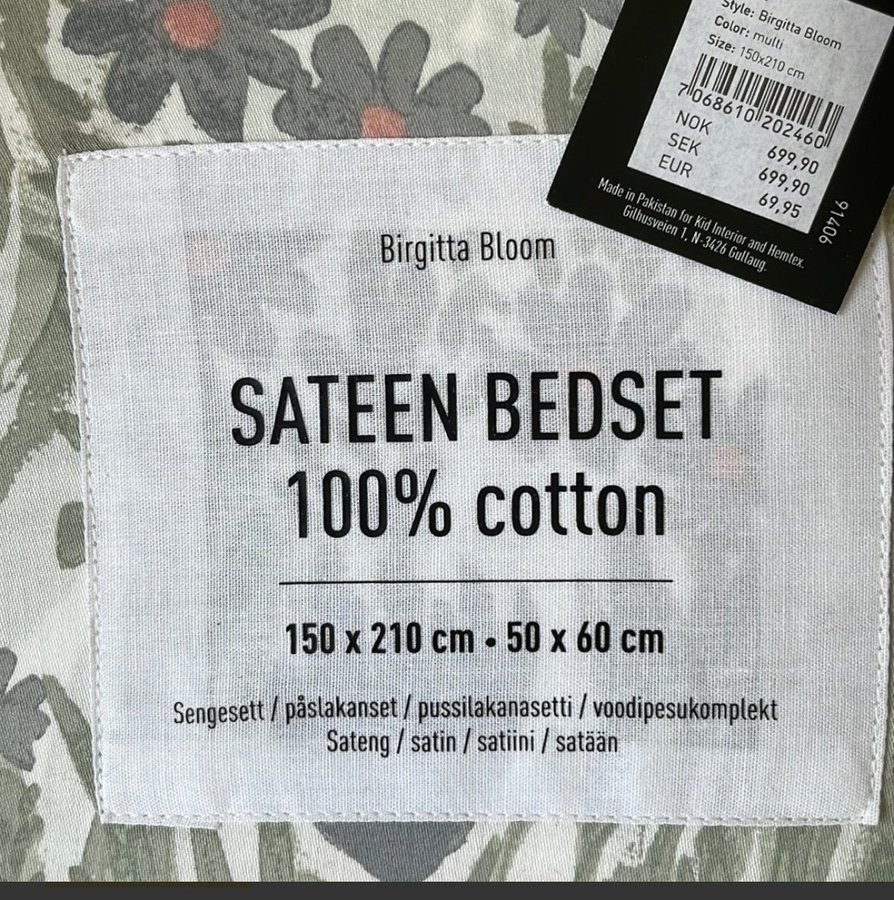 Style: Birgitta Bloom
Color: multi
Size: 150x210 cm
7 068610 202460
NOK 699,90
SEK 699,90
EUR 69,95
Made in Pakistan for Kid Interior and Hemtex.
Gilhusveien 1, N-3426 Gullaug.
91406
Birgitta Bloom
SATEEN BEDSET
100% cotton
150 x 210 cm • 50 x 60 cm
Sengesett / påslakanset / pussilakanasetti / voodipesukomplekt
Sateng / satin / satiini / satään